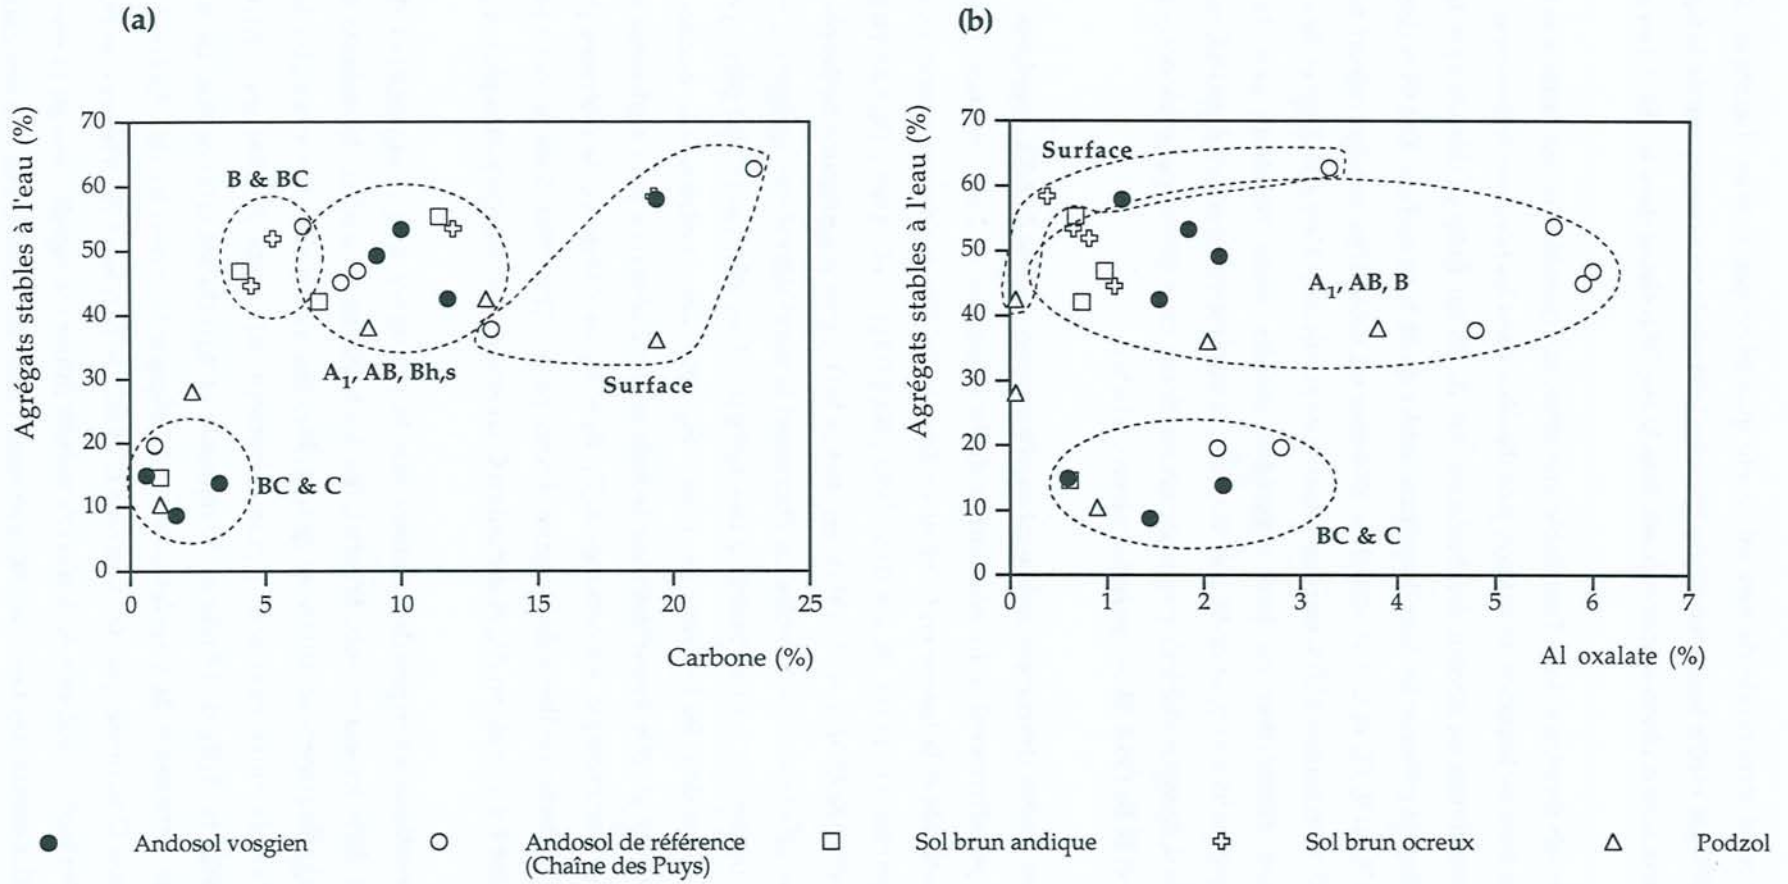 (a)
Agrégats stables à l'eau (%)
70
60
50
40
30
20
10
0
B & BC
A1, AB, Bh,s
Surface
BC & C
0 5 10 15 20 25
Carbone (%)
(b)
Agrégats stables à l'eau (%)
70
60
50
40
30
20
10
0
Surface
A1, AB, B
BC & C
0 1 2 3 4 5 6 7
Al oxalate (%)
Andosol vosgien
Andosol de référence
(Chaîne des Puys)
Sol brun andique
Sol brun ocreux
Podzol